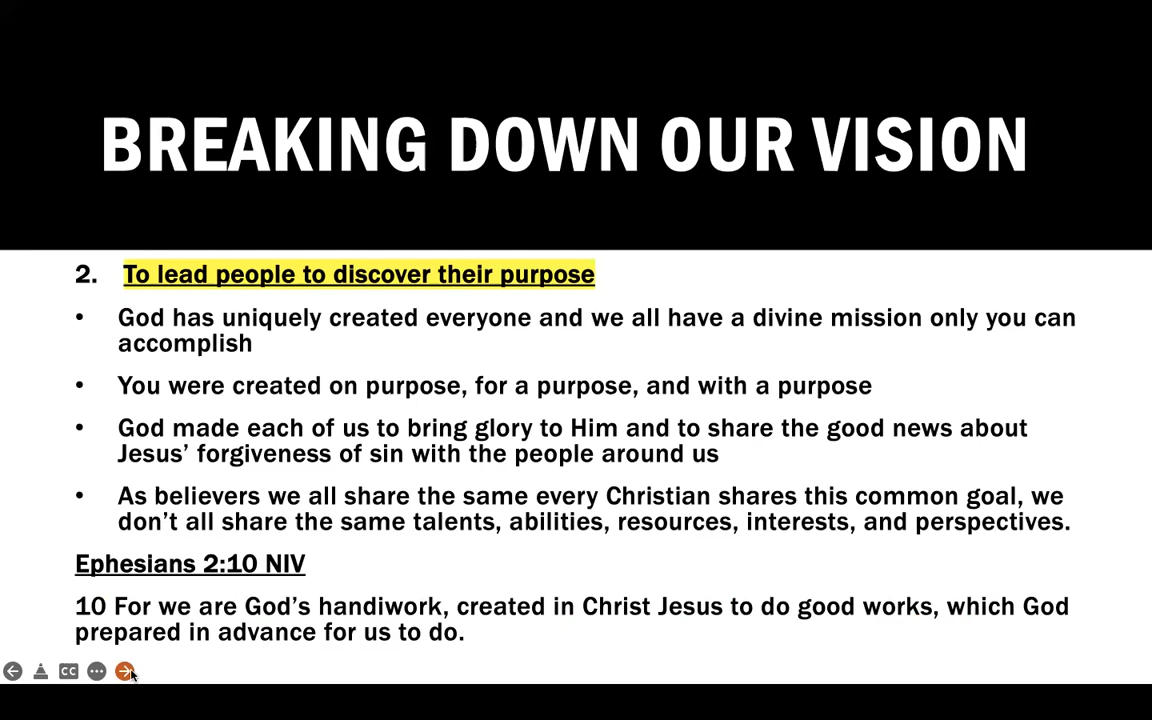 BREAKING DOWN OUR VISION
2. To lead people to discover their purpose
• God has uniquely created everyone and we all have a divine mission only you can
accomplish
• You were created on purpose, for a purpose, and with a purpose
• God made each of us to bring glory to Him and to share the good news about
Jesus’ forgiveness of sin with the people around us
• As believers we all share the same every Christian shares this common goal, we
don’t all share the same talents, abilities, resources, interests, and perspectives.
Ephesians 2:10 NIV
10 For we are God’s handiwork, created in Christ Jesus to do good works, which God
prepared in advance for us to do.
CC